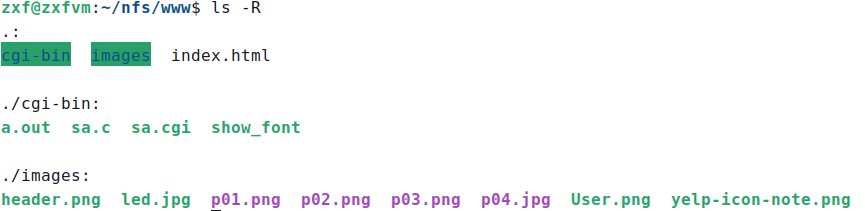 zxf@zxfvm:~/nfs/www$ ls -R
.:
cgi-bin  images  index.html
./cgi-bin:
a.out  sa.c  sa.cgi  show_font
./images:
header.png  led.jpg  p01.png  p02.png  p03.png  p04.jpg  User.png  yelp-icon-note.png